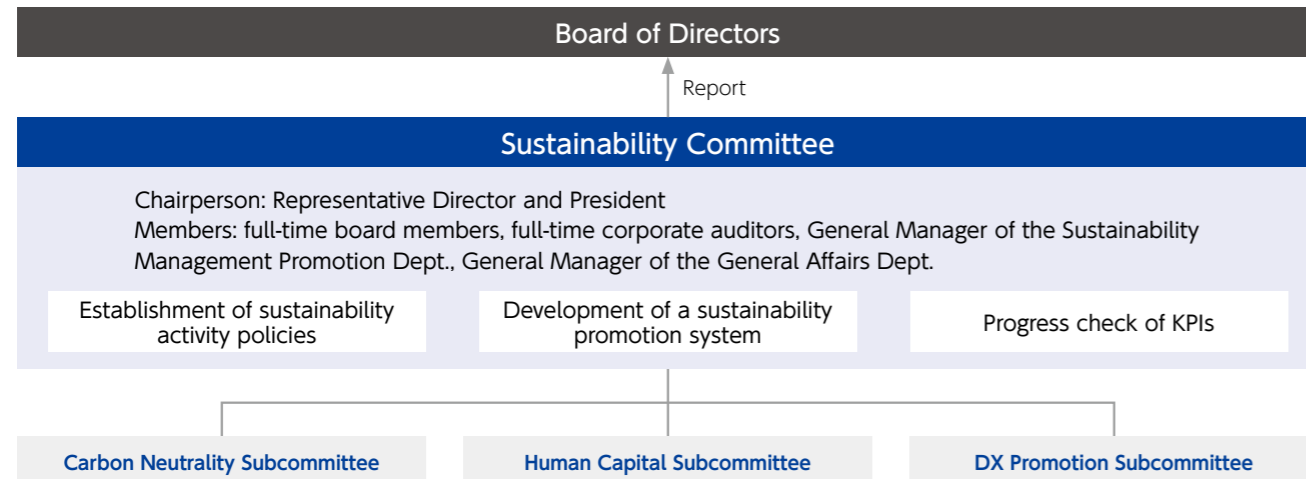 Board of Directors
Report
Sustainability Committee
Chairperson: Representative Director and President
Members: full-time board members, full-time corporate auditors, General Manager of the Sustainability
Management Promotion Dept., General Manager of the General Affairs Dept.
Establishment of sustainability
activity policies
Development of a sustainability
promotion system
Progress check of KPIs
Carbon Neutrality Subcommittee
Human Capital Subcommittee
DX Promotion Subcommittee